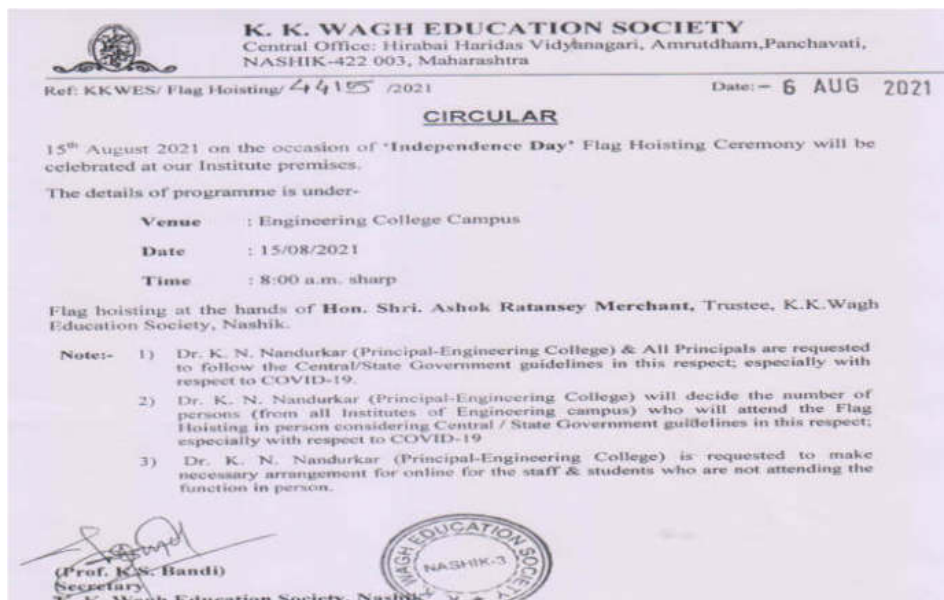 K. K. WAGH EDUCATION SOCIETY
Central Office: Hirabai Haridas Vidyanagari, Amrutdham,Panchavati,
NASHIK-422 003, Maharashtra
Ref: KKWES/ Flag Hoisting/ /2021 Date:- 6 AUG 2021
CIRCULAR
15th August 2021 on the occasion of 'Independence Day' Flag Hoisting Ceremony will be
celebrated at our Institute premises.
The details of programme is under-
Venue : Engineering College Campus
Date : 15/08/2021
Time : 8:00 a.m. sharp
Flag hoisting at the hands of Hon. Shri. Ashok Ratansey Merchant, Trustee, K.K.Wagh
Education Society, Nashik.
Note:- 1) Dr. K. N. Nandurkar (Principal-Engineering College) & All Principals are requested
to follow the Central/State Government guidelines in this respect; especially with
respect to COVID-19.
2) Dr. K. N. Nandurkar (Principal-Engineering College) will decide the number of
persons (from all Institutes of Engineering campus) who will attend the Flag
Hoisting in person considering Central / State Government guidelines in this respect;
especially with respect to COVID-19
3) Dr. K. N. Nandurkar (Principal-Engineering College) is requested to make
necessary arrangement for online for the staff & students who are not attending the
function in person.
(Prof. K.S. Bandi)
Secretary
K. K. Wagh Education Society, Nashik
WAGH EDUCATION SOCIETY
NASHIK-3